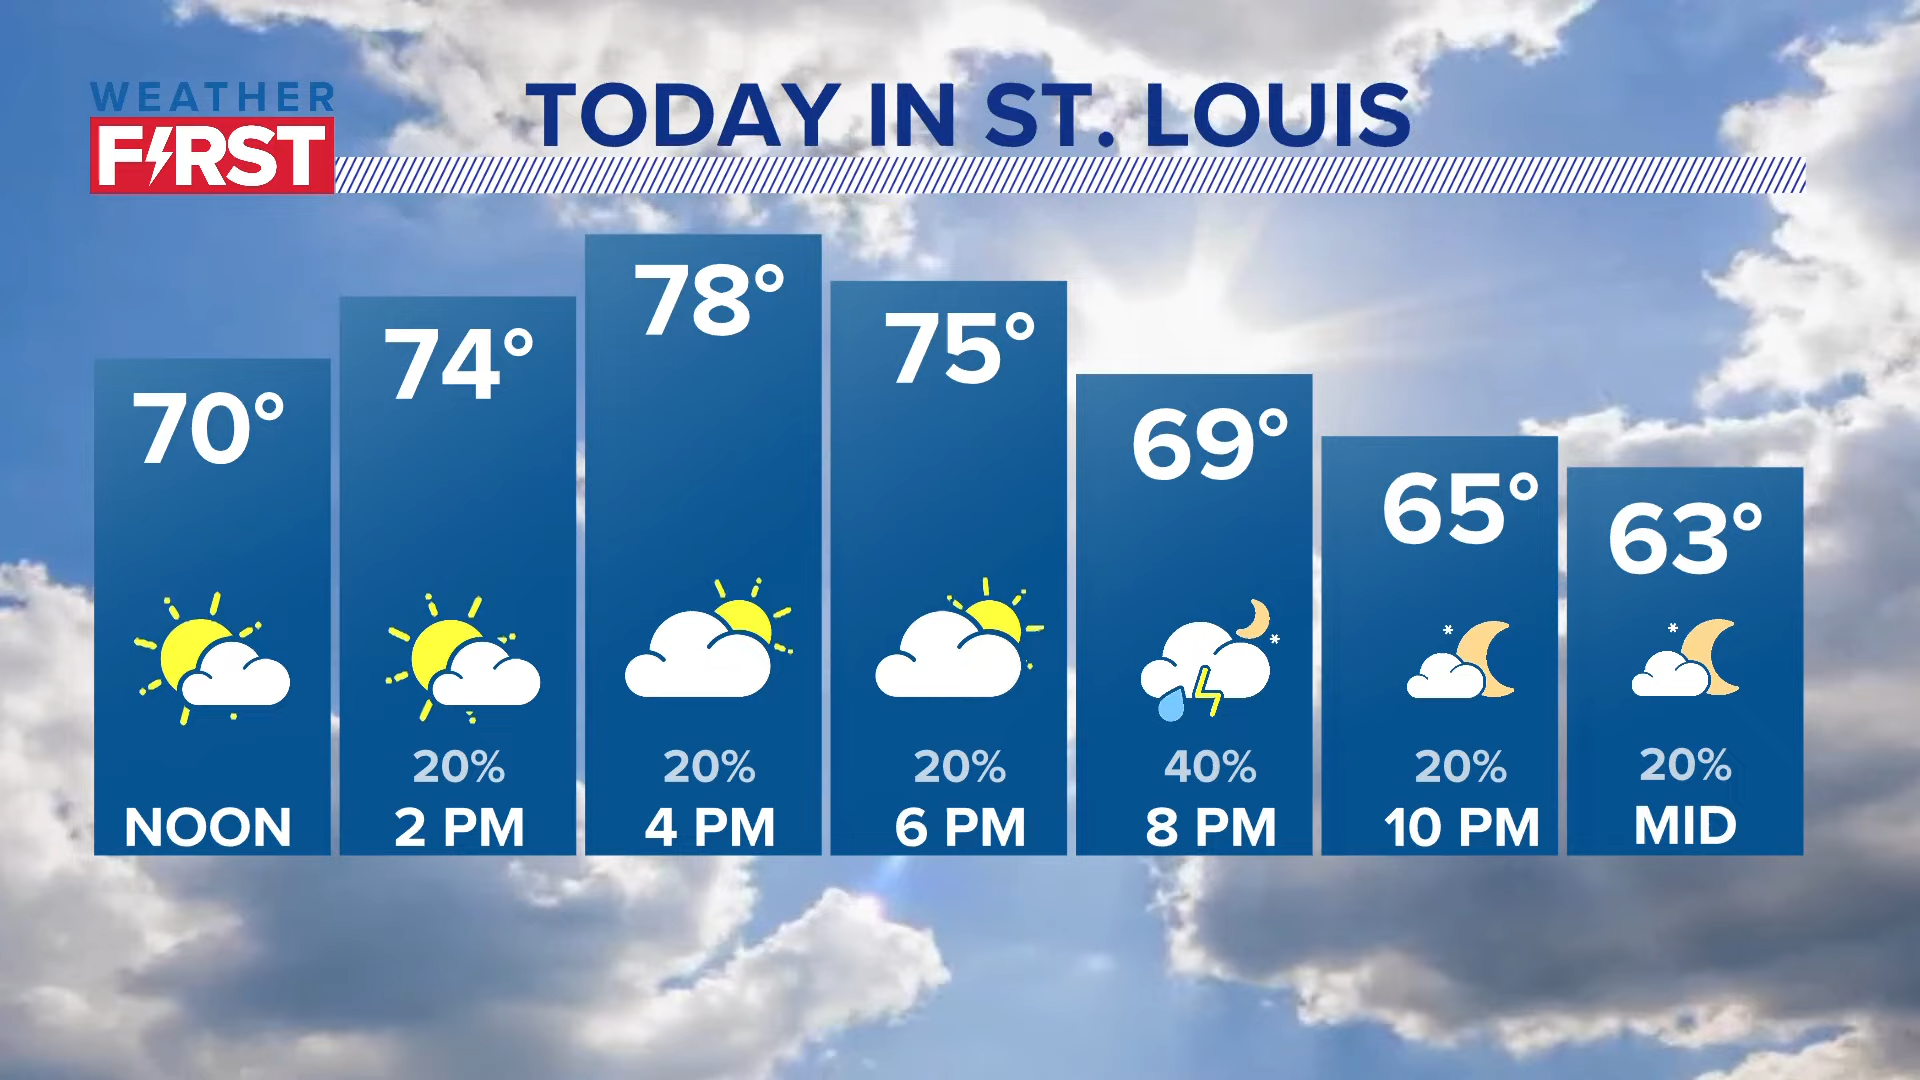 WEATHER
FIRST
TODAY IN ST. LOUIS
70°
NOON
74°
20%
2 PM
78°
20%
4 PM
75°
20%
6 PM
69°
40%
8 PM
65°
20%
10 PM
63°
20%
MID